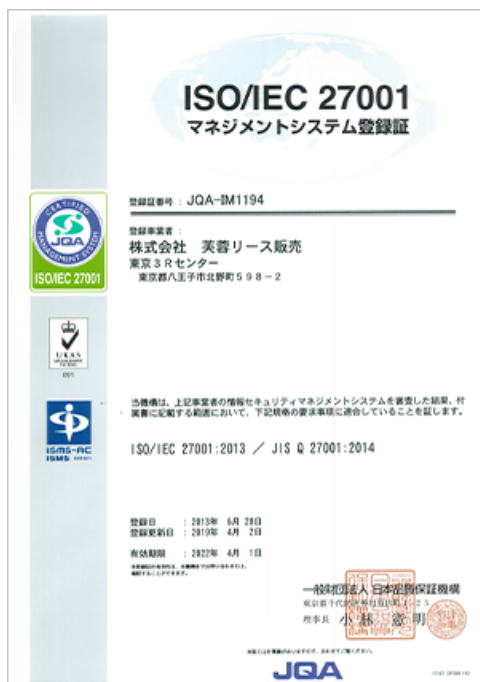 ISO/IEC 27001
マネジメントシステム登録証
登録証番号 : JQA-IM1194
登録事業者 :
株式会社 芙蓉リース販売
東京3Rセンター
東京都八王子市北野町598-2
CERTIFIED
MANAGEMENT SYSTEM
JQA
ISO/IEC 27001
UKAS
001
当機構は、上記事業者の情報セキュリティマネジメントシステムを審査した結果、付
属書に記載する範囲において、下記規格の要求事項に適合していることを証します。
ISMS-AC
ISMS
ISO/IEC 27001:2013 / JIS Q 27001:2014
登録日 : 2013年 6月 28日
登録更新日 : 2019年 4月 2日
有効期限 : 2022年 4月 1日
一般財団法人 日本品質保証機構
理事長 小林 憲明
JQA